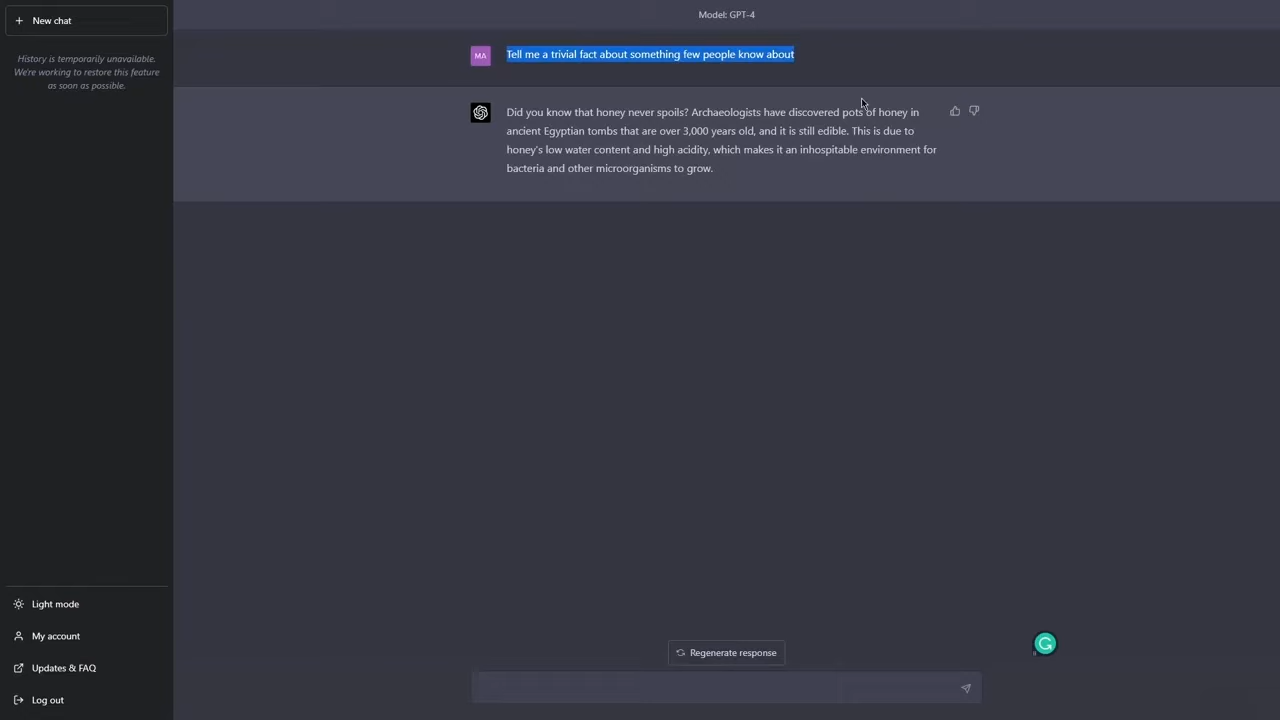 New chat
Model: GPT-4
History is temporarily unavailable.
We're working to restore this feature
as soon as possible.
MA
Tell me a trivial fact about something few people know about
Did you know that honey never spoils? Archaeologists have discovered pots of honey in
ancient Egyptian tombs that are over 3,000 years old, and it is still edible. This is due to
honey's low water content and high acidity, which makes it an inhospitable environment for
bacteria and other microorganisms to grow.
Light mode
My account
Updates & FAQ
Log out
Regenerate response